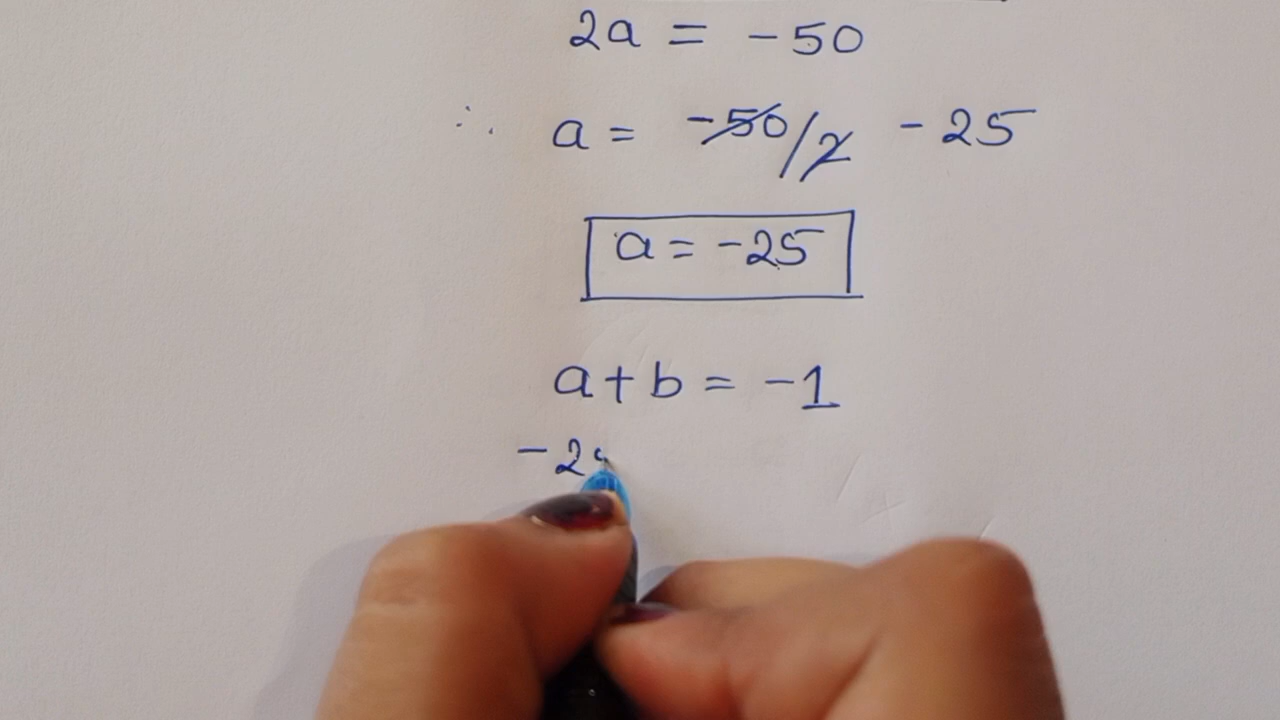 2a = -50
∴ a = -50/2 -25
a = -25
a + b = -1
-2